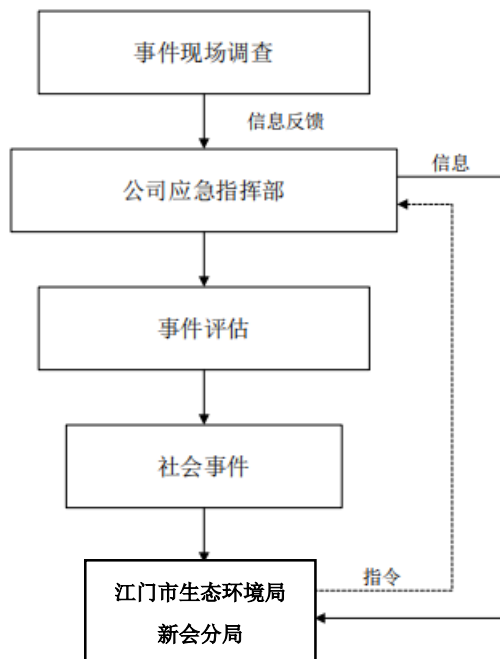 事件现场调查
信息反馈
信息
公司应急指挥部
事件评估
社会事件
指令
江门市生态环境局
新会分局